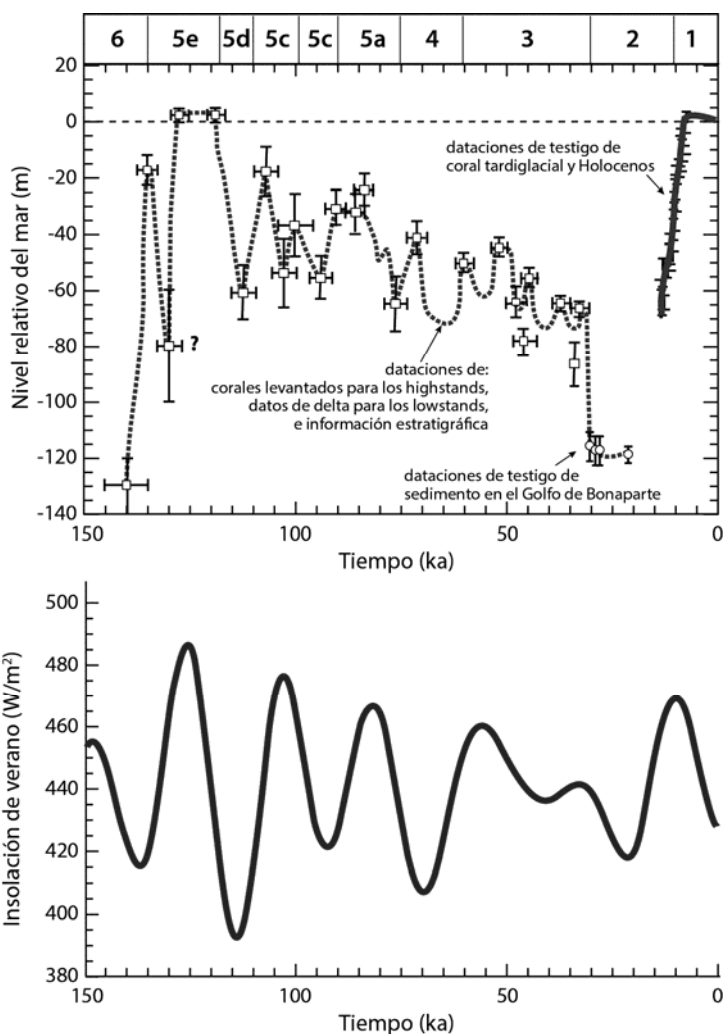 6 5e 5d 5c 5c 5a 4 3 2 1
20
0
-20
-40
-60
-80
-100
-120
-140
Nivel relativo del mar (m)
dataciones de testigo de
coral tardiglacial y Holocenos
?
dataciones de:
corales levantados para los highstands,
datos de delta para los lowstands,
e información estratigráfica
dataciones de testigo de
sedimento en el Golfo de Bonaparte
150 100 50 0
Tiempo (ka)
500
480
460
440
420
400
380
Insolación de verano (W/m²)
150 100 50 0
Tiempo (ka)